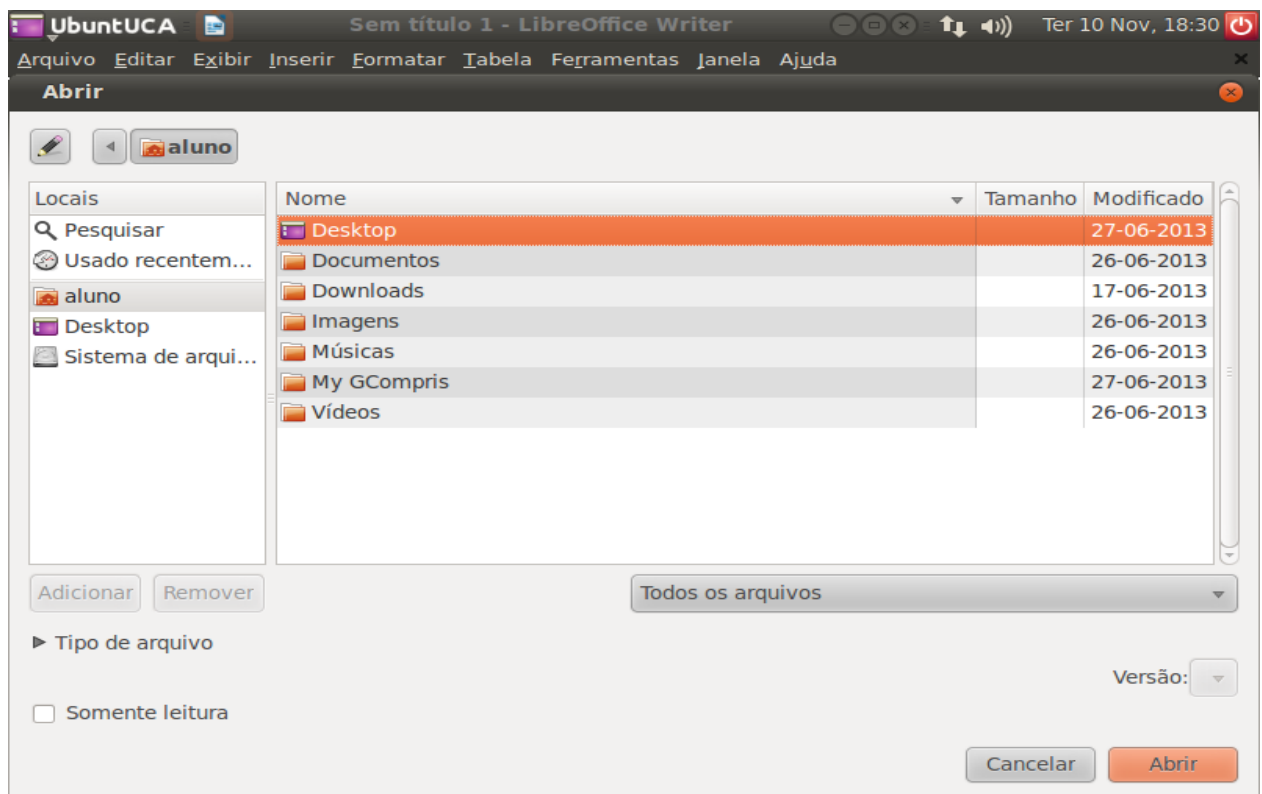 UbuntUCA Sem título 1 - LibreOffice Writer Ter 10 Nov, 18:30
Arquivo Editar Exibir Inserir Formatar Tabela Ferramentas Janela Ajuda
Abrir
aluno
Locais Nome Tamanho Modificado
Pesquisar Desktop 27-06-2013
Usado recentem... Documentos 26-06-2013
aluno Downloads 17-06-2013
Desktop Imagens 26-06-2013
Sistema de arqui... Músicas 26-06-2013
My GCompris 27-06-2013
Vídeos 26-06-2013
Adicionar Remover Todos os arquivos
Tipo de arquivo
Versão:
Somente leitura
Cancelar Abrir